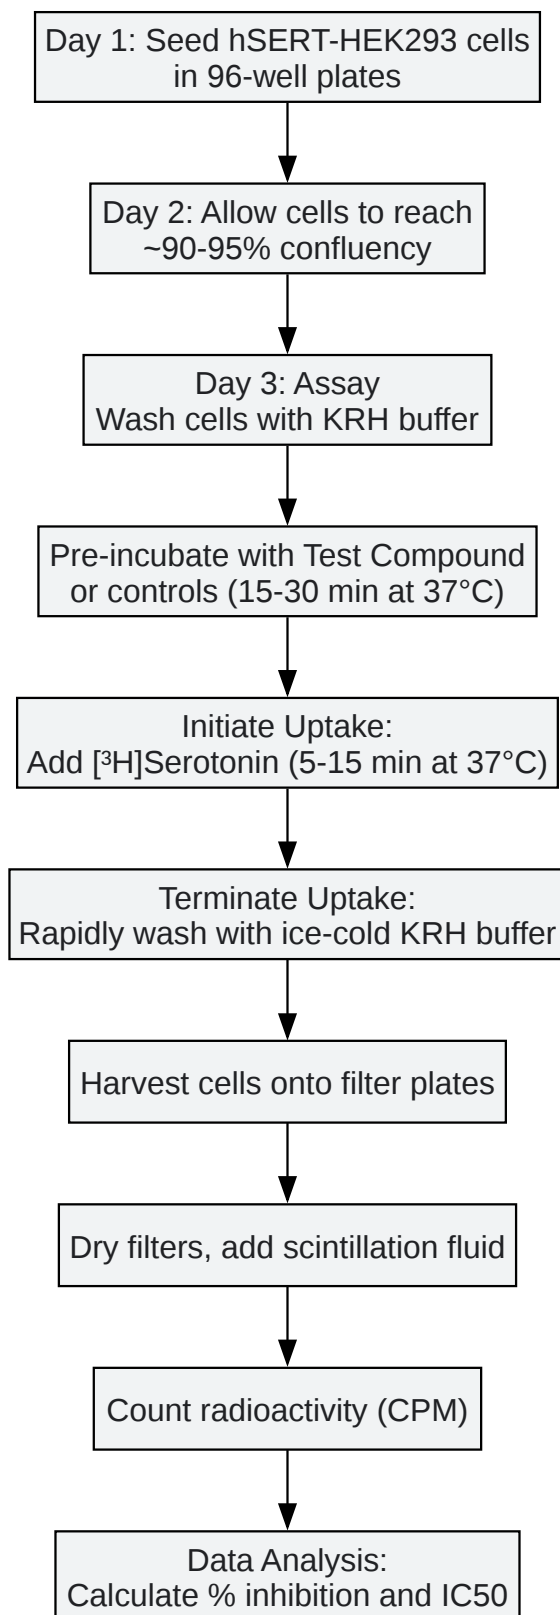 Day 1: Seed hSERT-HEK293 cells
in 96-well plates
Day 2: Allow cells to reach
~90-95% confluency
Day 3: Assay
Wash cells with KRH buffer
Pre-incubate with Test Compound
or controls (15-30 min at 37°C)
Initiate Uptake:
Add [³H]Serotonin (5-15 min at 37°C)
Terminate Uptake:
Rapidly wash with ice-cold KRH buffer
Harvest cells onto filter plates
Dry filters, add scintillation fluid
Count radioactivity (CPM)
Data Analysis:
Calculate % inhibition and IC50